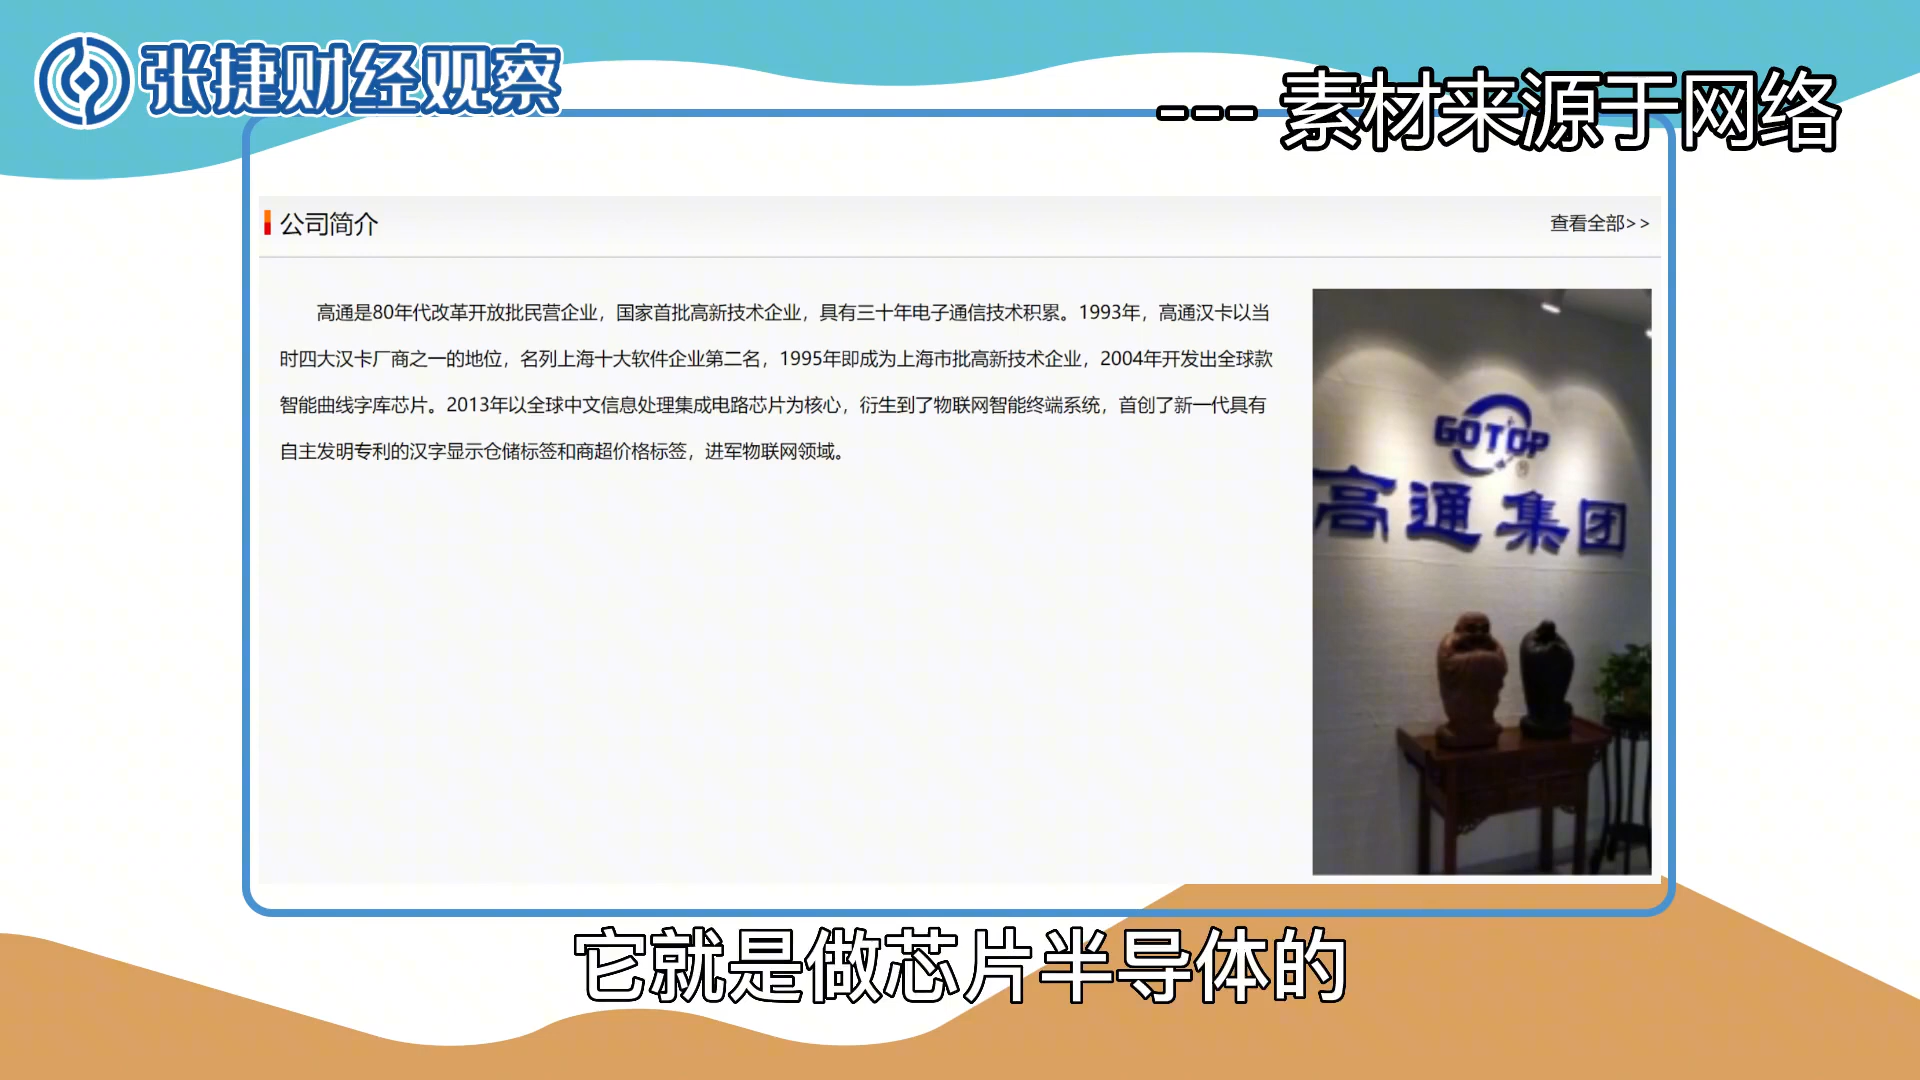 张捷财经观察
--- 素材来源于网络
公司简介
查看全部>>
高通是80年代改革开放批民营企业，国家首批高新技术企业，具有三十年电子通信技术积累。1993年，高通汉卡以当
时四大汉卡厂商之一的地位，名列上海十大软件企业第二名，1995年即成为上海市批高新技术企业，2004年开发出全球款
智能曲线字库芯片。2013年以全球中文信息处理集成电路芯片为核心，衍生到了物联网智能终端系统，首创了新一代具有
自主发明专利的汉字显示仓储标签和商超价格标签，进军物联网领域。
GOTOP
®
高通集团
它就是做芯片半导体的